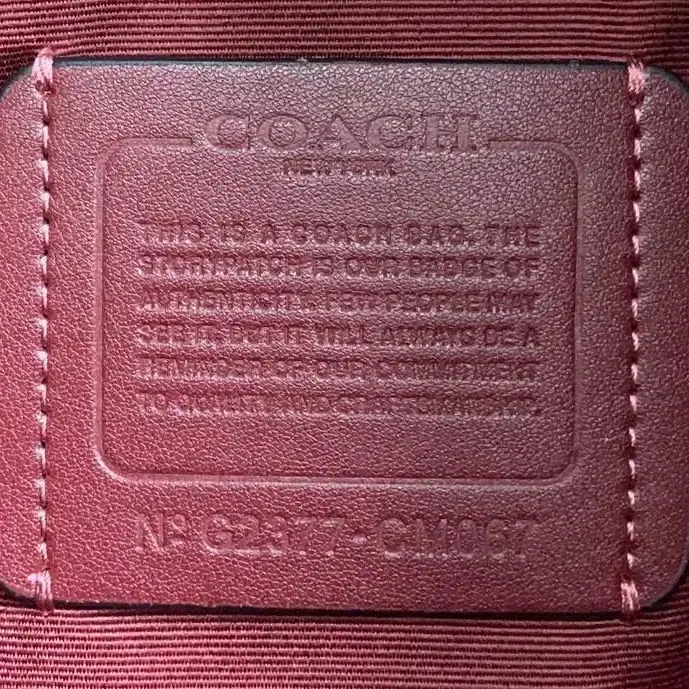 COACH
NEW YORK
THIS IS A COACH BAG. THE
STORYPATCH IS OUR BADGE OF
AUTHENTICITY. A FEW PEOPLE MAY
SEE IT, BUT IT WILL ALWAYS BE A
REMINDER OF OUR COMMITMENT
TO QUALITY AND CRAFTSMANSHIP.
Nº G2377-CM067